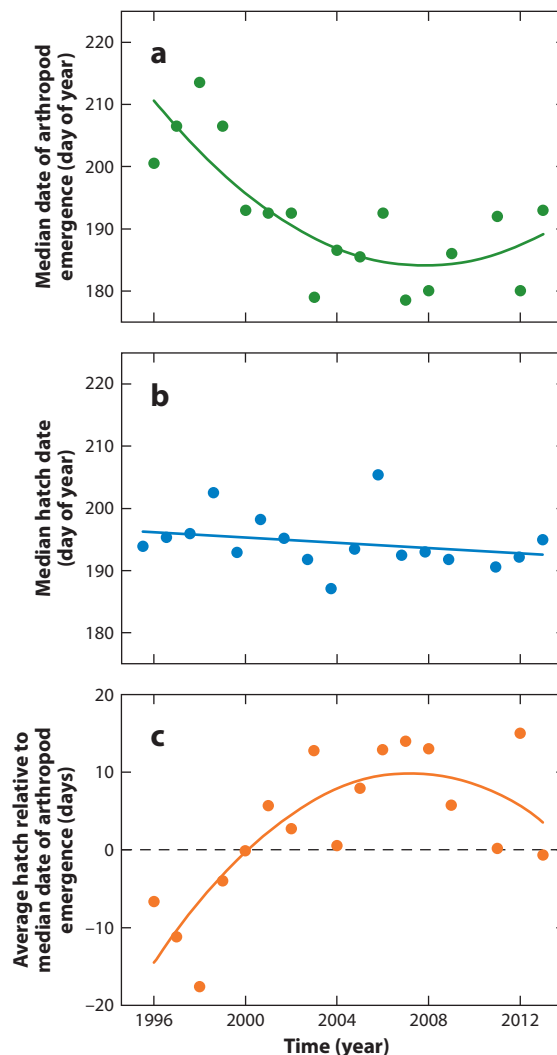 a
Median date of arthropod
emergence (day of year)
220
210
200
190
180
b
Median hatch date
(day of year)
220
210
200
190
180
c
Average hatch relative to
median date of arthropod
emergence (days)
20
10
0
−10
−20
1996
2000
2004
2008
2012
Time (year)